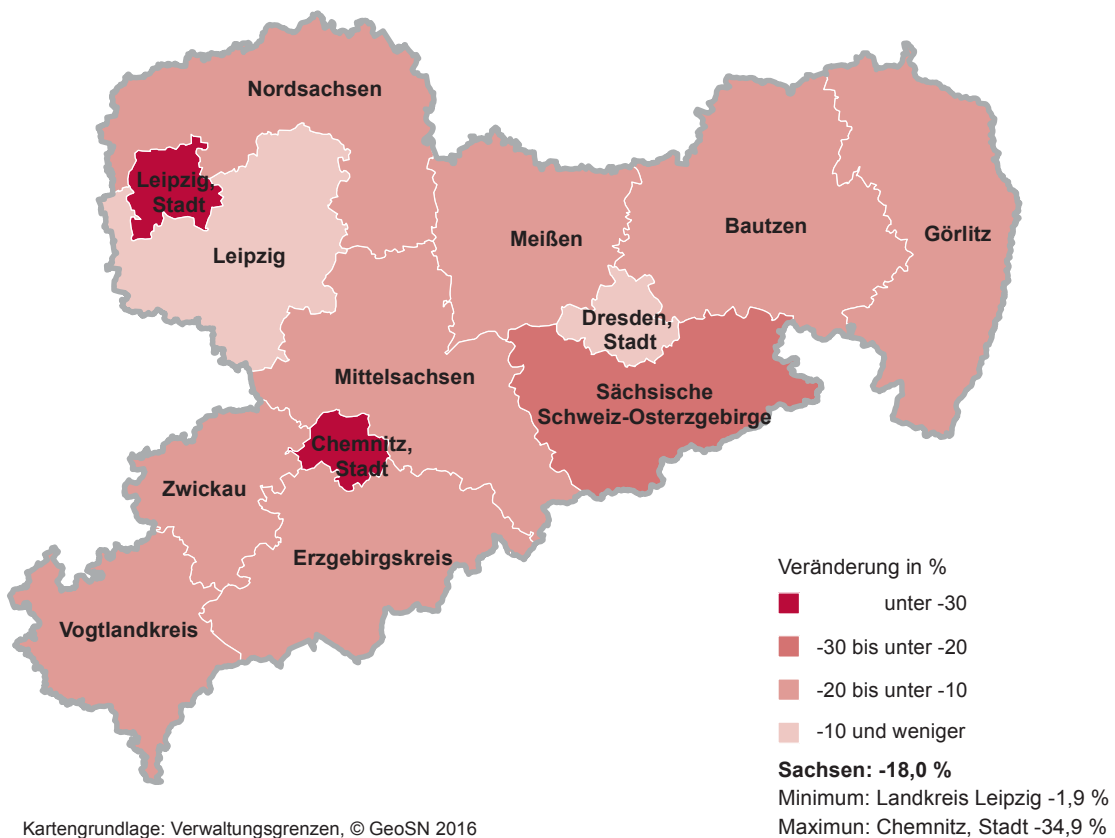 Nordsachsen
Leipzig,
Stadt
Leipzig
Meißen
Bautzen
Görlitz
Dresden,
Stadt
Mittelsachsen
Sächsische
Schweiz-Osterzgebirge
Chemnitz,
Stadt
Zwickau
Erzgebirgskreis
Vogtlandkreis
Veränderung in %
unter -30
-30 bis unter -20
-20 bis unter -10
-10 und weniger
Sachsen: -18,0 %
Minimum: Landkreis Leipzig -1,9 %
Maximun: Chemnitz, Stadt -34,9 %
Kartengrundlage: Verwaltungsgrenzen, © GeoSN 2016